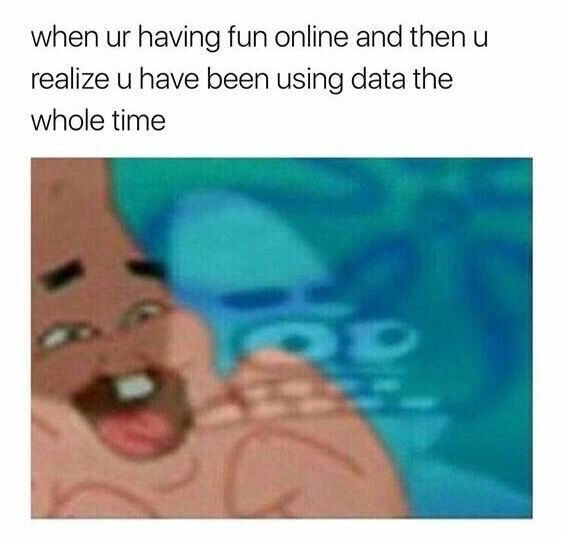 when ur having fun online and then u
realize u have been using data the
whole time